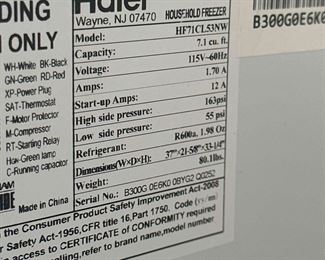 DING
N ONLY
Haier
Wayne, NJ 07470
HOUSEHOLD FREEZER
B300G0E6K0
Model: HF71CL53NW
Capacity: 7.1 cu. ft.
Voltage: 115V~60Hz
Amps: 1.70 A
Start-up Amps: 12 A
High side pressure: 163psi
Low side pressure: 55 psi
Refrigerant: R600a, 1.98 Oz
Dimensions(W×D×H): 37"×21-5/8"×33-1/4"
Weight: 80.1lbs.
Serial No: B300G 0E6K0 0BYG2 Q0252
WH-White BK-Black
GN-Green RD-Red
XP-Power Plug
SAT-Thermostat
F-Motor Protector
M-Compressor
RT-Starting Relay
C-Running capacitor
Made in China
the Consumer Product Safety Improvement Act-2008
r Safety Act-1956,CFR title 16,Part 1750. Code
an access to CERTIFICATE of CONFORMITY required
elling,refer to brand name,model number